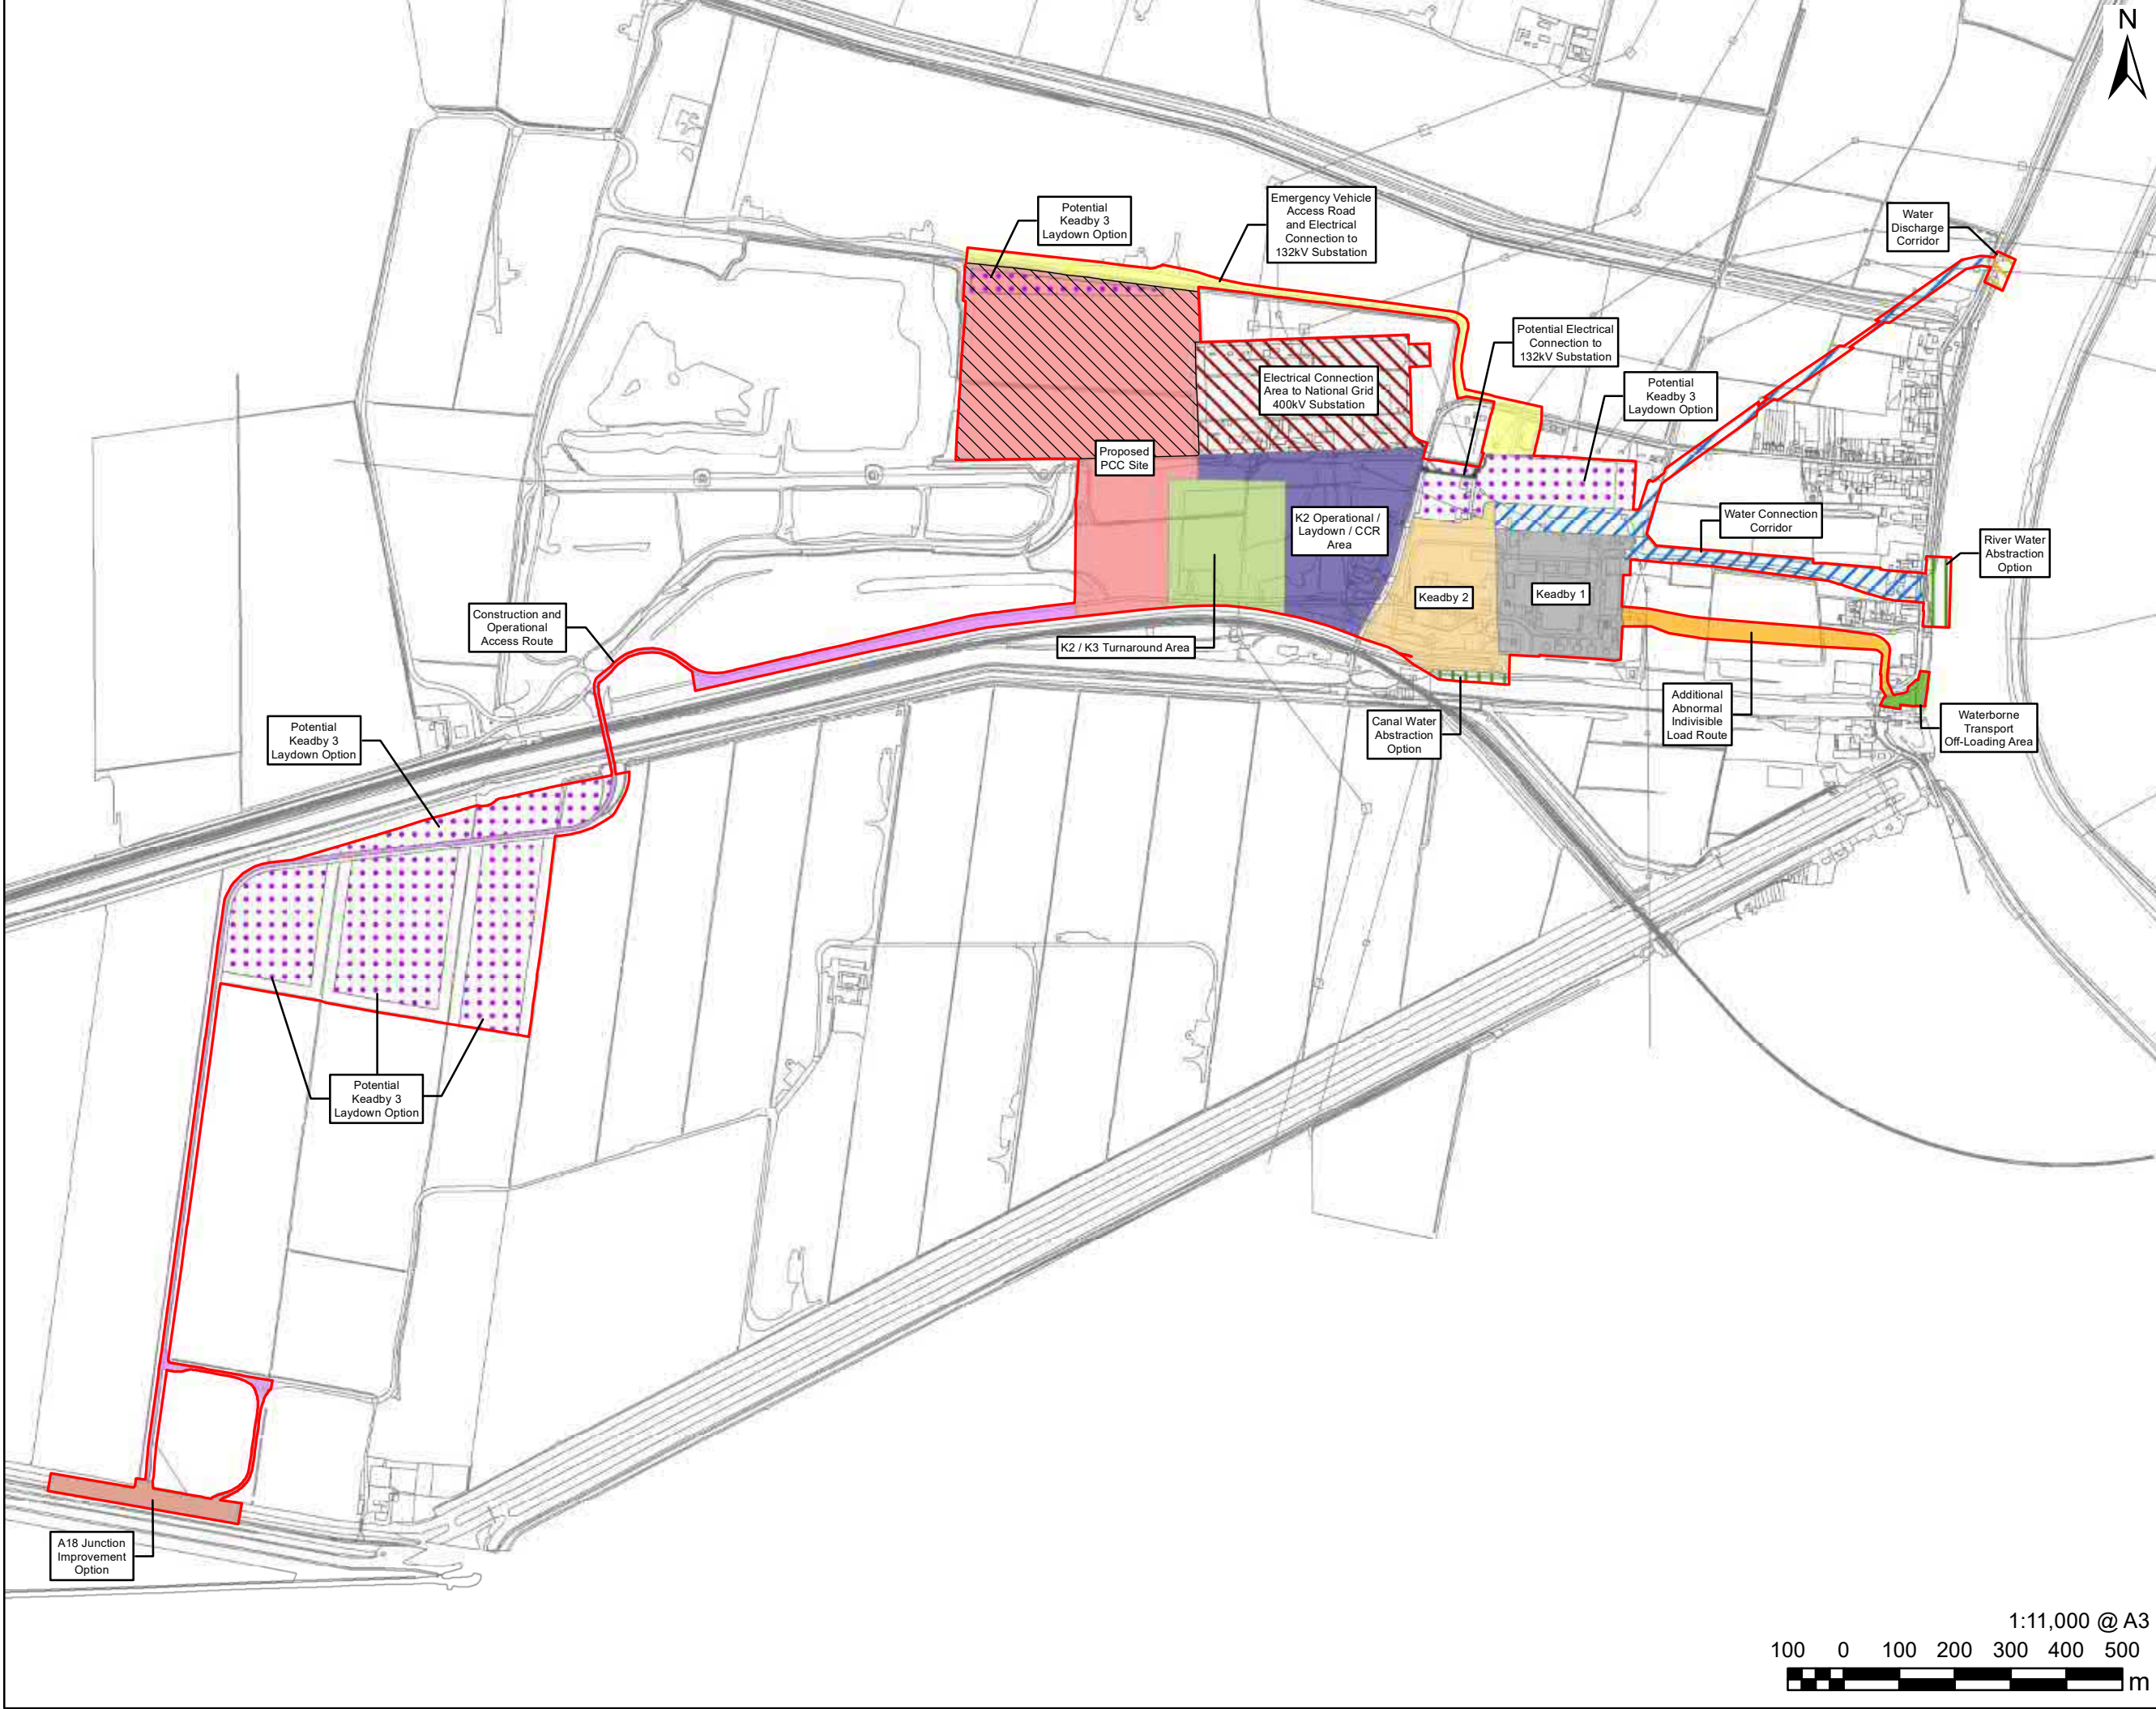 N
Potential
Keadby 3
Laydown Option
Emergency Vehicle
Access Road
and Electrical
Connection to
132kV Substation
Water
Discharge
Corridor
Potential Electrical
Connection to
132kV Substation
Electrical Connection
Area to National Grid
400kV Substation
Potential
Keadby 3
Laydown Option
Proposed
PCC Site
K2 Operational /
Laydown / CCR
Area
Water Connection
Corridor
River Water
Abstraction
Option
Keadby 2
Keadby 1
Construction and
Operational
Access Route
K2 / K3 Turnaround Area
Potential
Keadby 3
Laydown Option
Canal Water
Abstraction
Option
Additional
Abnormal
Indivisible
Load Route
Waterborne
Transport
Off-Loading Area
Potential
Keadby 3
Laydown Option
A18 Junction
Improvement
Option
1:11,000 @ A3
100 0 100 200 300 400 500
m